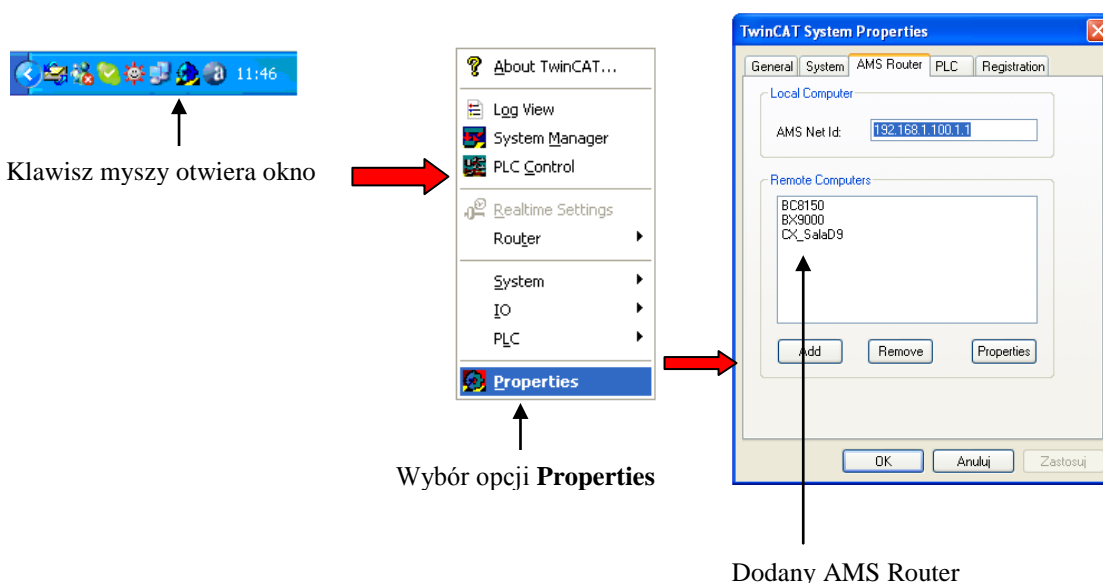 11:46
Klawisz myszy otwiera okno
About TwinCAT...
Log View
System Manager
PLC Control
Realtime Settings
Router
System
IO
PLC
Properties
Wybór opcji Properties
TwinCAT System Properties
General System AMS Router PLC Registration
Local Computer
AMS Net Id: 192.168.1.100.1.1
Remote Computers
BC8150
BX9000
CX_SalaD9
Add Remove Properties
OK Anuluj Zastosuj
Dodany AMS Router